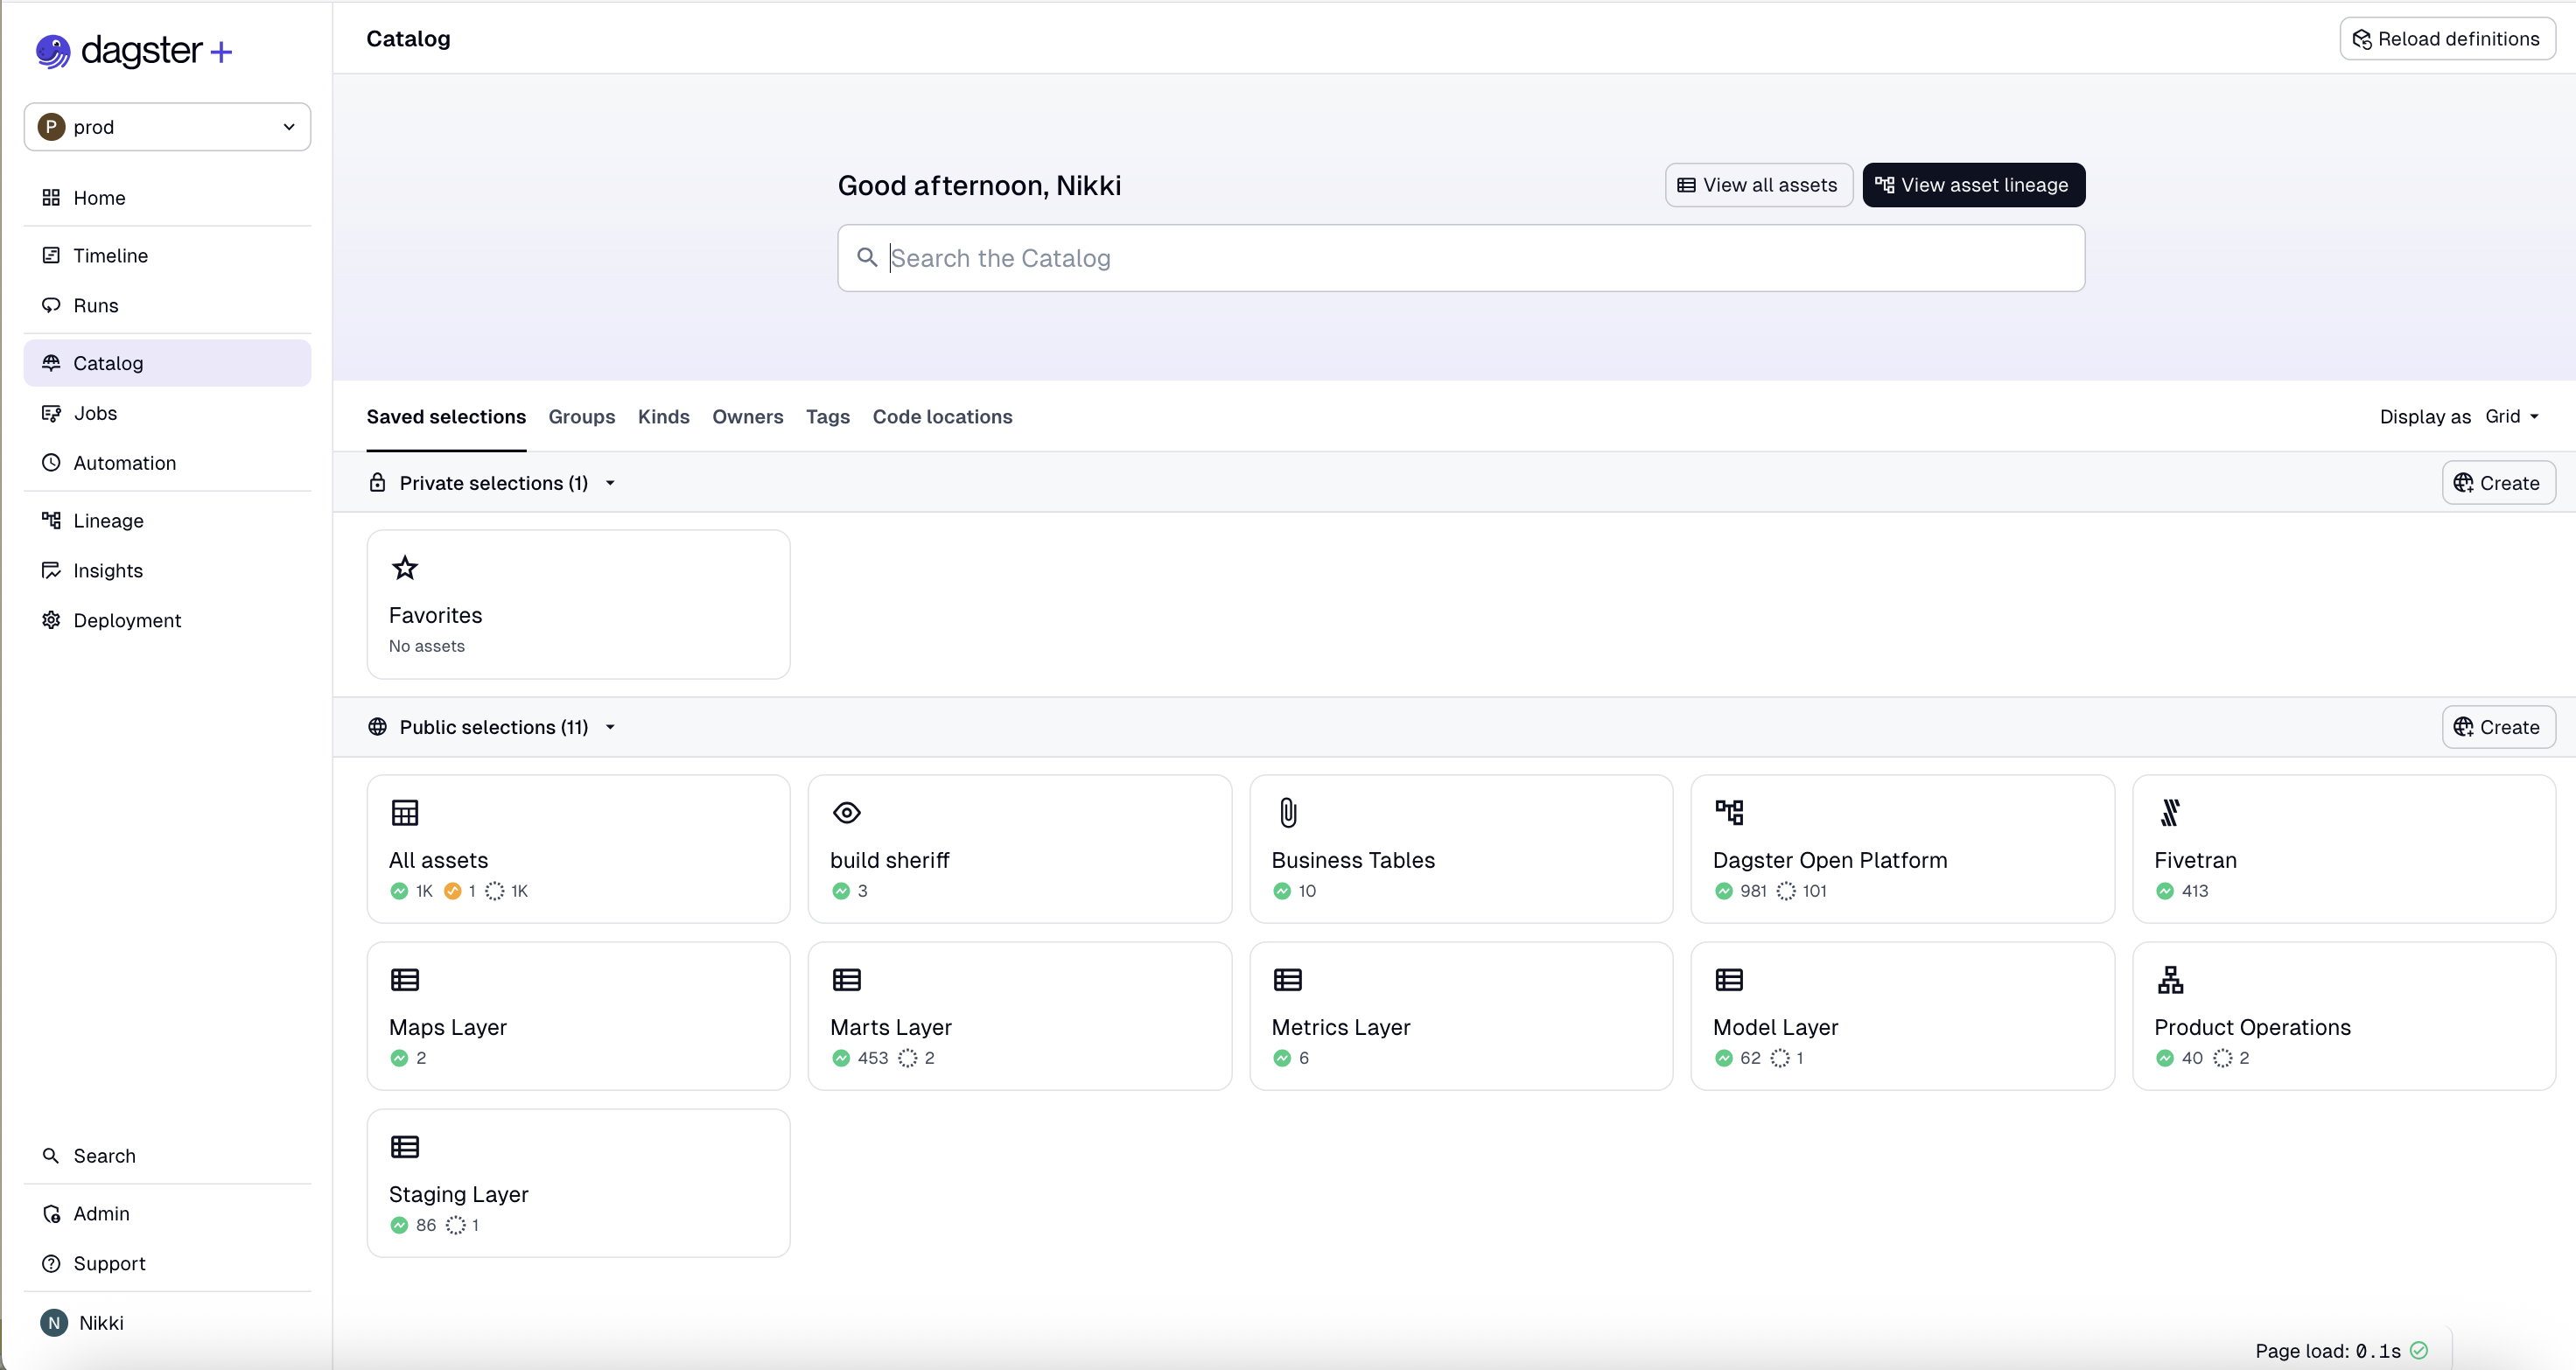 dagster+
P prod
Home
Timeline
Runs
Catalog
Jobs
Automation
Lineage
Insights
Deployment
Search
Admin
Support
N Nikki
Catalog
Reload definitions
Good afternoon, Nikki
View all assets
View asset lineage
Search the Catalog
Saved selections Groups Kinds Owners Tags Code locations
Display as Grid
Private selections (1)
Create
Favorites
No assets
Public selections (11)
Create
All assets
1K 1 1K
build sheriff
3
Business Tables
10
Dagster Open Platform
981 101
Fivetran
413
Maps Layer
2
Marts Layer
453 2
Metrics Layer
6
Model Layer
62 1
Product Operations
40 2
Staging Layer
86 1
Page load: 0.1s